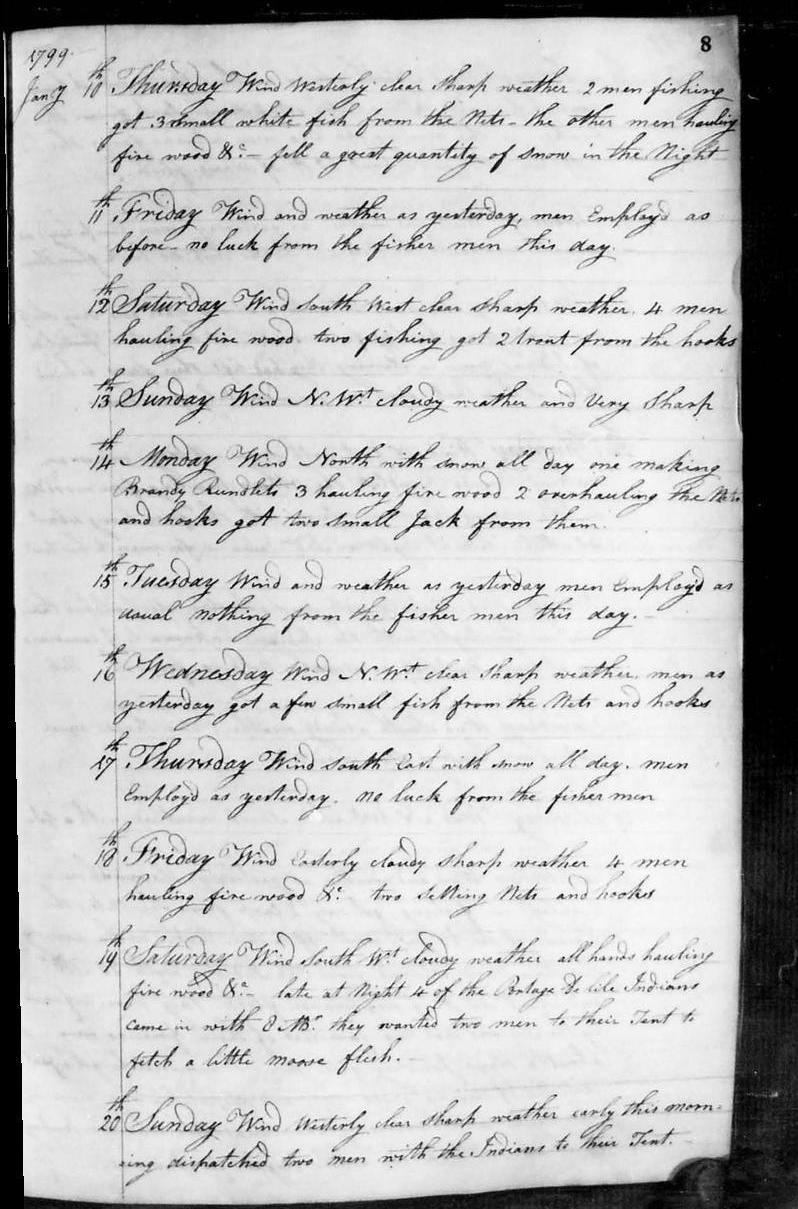 8
1799
Jany 10th Thursday Wind Westerly clear sharp weather 2 men fishing
got 3 small white fish from the Nets - the other men hauling
fire wood &c - fell a great quantity of snow in the Night
11th Friday Wind and weather as yesterday, men Employd as
before - no luck from the fisher men this day.
12th Saturday Wind South West clear sharp weather. 4 men
hauling fire wood. two fishing got 2 trout from the hooks
13th Sunday Wind N. Wt cloudy weather and Very Sharp
14th Monday Wind North with snow all day one making
Brandy Rundlets 3 hauling fire wood 2 overhauling the Nets
and hooks got two small Jack from them.
15th Tuesday Wind and weather as yesterday men Employd as
usual nothing from the fisher men this day. -
16th Wednesday Wind N. Wt clear sharp weather. men as
yesterday got a few small fish from the Nets and hooks
17th Thursday Wind South East with snow all day. men
Employd as yesterday. no luck from the fisher men
18th Friday Wind Easterly cloudy sharp weather 4 men
hauling fire wood &c. two setting Nets and hooks
19th Saturday Wind South Wt cloudy weather all hands hauling
fire wood &c - late at Night 4 of the Portage De Lile Indians
came in with 8 MBr they wanted two men to their Tent to
fetch a little moose flesh. -
20th Sunday Wind Westerly clear sharp weather early this morn=
=ing dispatched two men with the Indians to their Tent. -